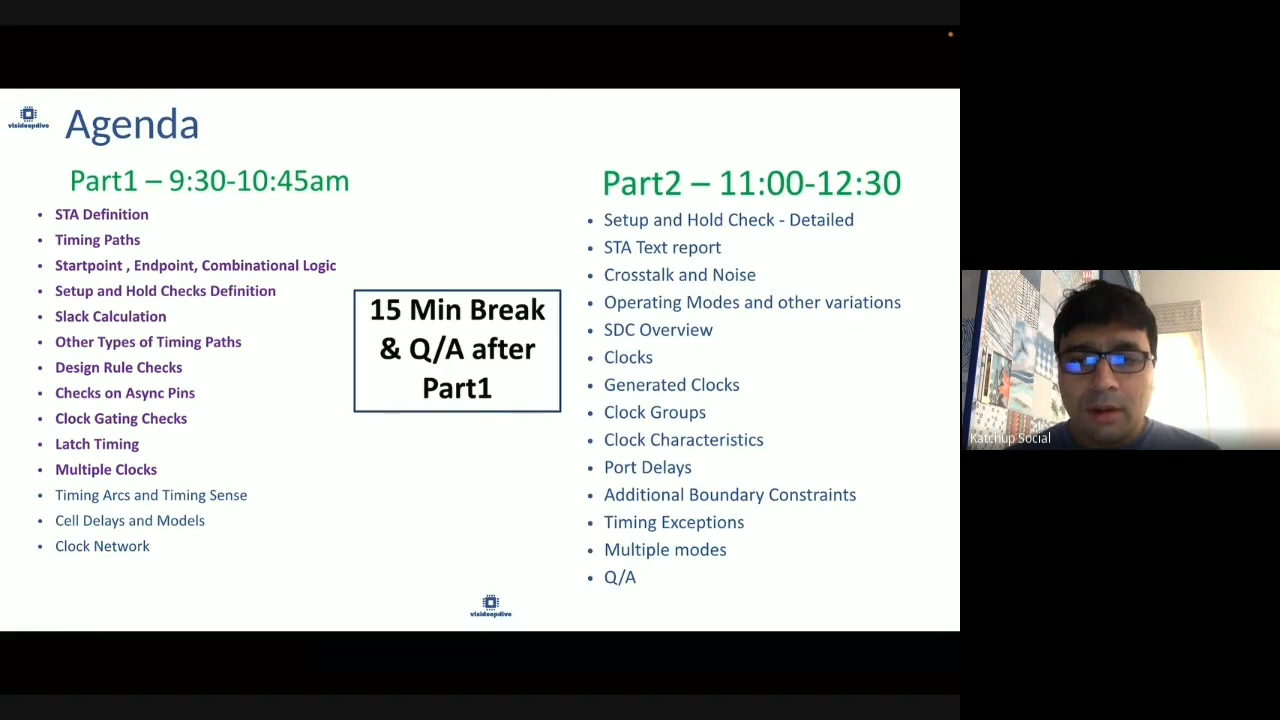 vlsideepdive
Agenda
Part1 – 9:30-10:45am
• STA Definition
• Timing Paths
• Startpoint , Endpoint, Combinational Logic
• Setup and Hold Checks Definition
• Slack Calculation
• Other Types of Timing Paths
• Design Rule Checks
• Checks on Async Pins
• Clock Gating Checks
• Latch Timing
• Multiple Clocks
• Timing Arcs and Timing Sense
• Cell Delays and Models
• Clock Network
15 Min Break
& Q/A after
Part1
Part2 – 11:00-12:30
• Setup and Hold Check - Detailed
• STA Text report
• Crosstalk and Noise
• Operating Modes and other variations
• SDC Overview
• Clocks
• Generated Clocks
• Clock Groups
• Clock Characteristics
• Port Delays
• Additional Boundary Constraints
• Timing Exceptions
• Multiple modes
• Q/A
vlsideepdive
Katchup Social